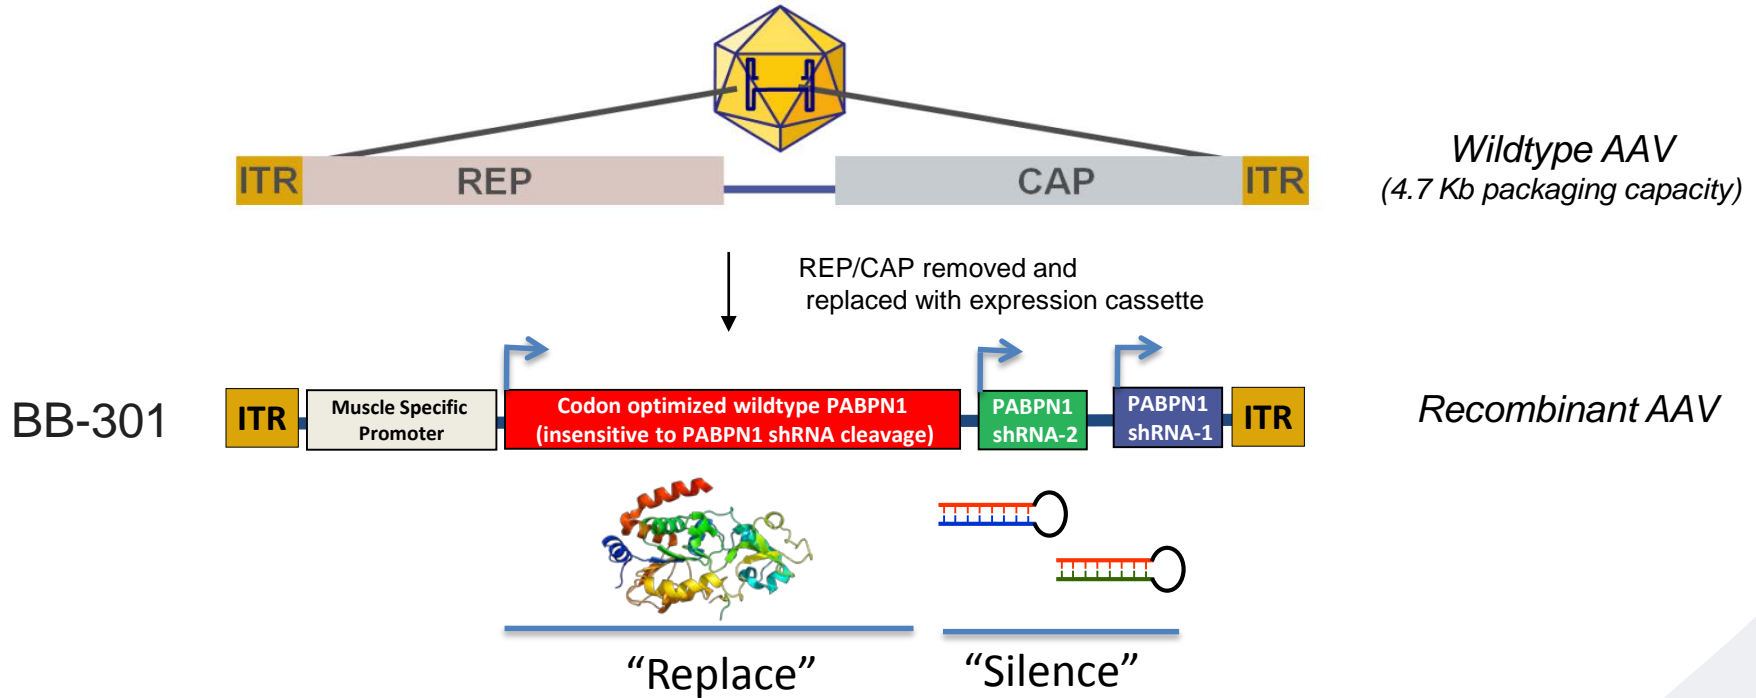 ITR
REP
CAP
ITR
Wildtype AAV
(4.7 Kb packaging capacity)
REP/CAP removed and
replaced with expression cassette
BB-301
ITR
Muscle Specific
Promoter
Codon optimized wildtype PABPN1
(insensitive to PABPN1 shRNA cleavage)
PABPN1
shRNA-2
PABPN1
shRNA-1
ITR
Recombinant AAV
“Replace”
“Silence”